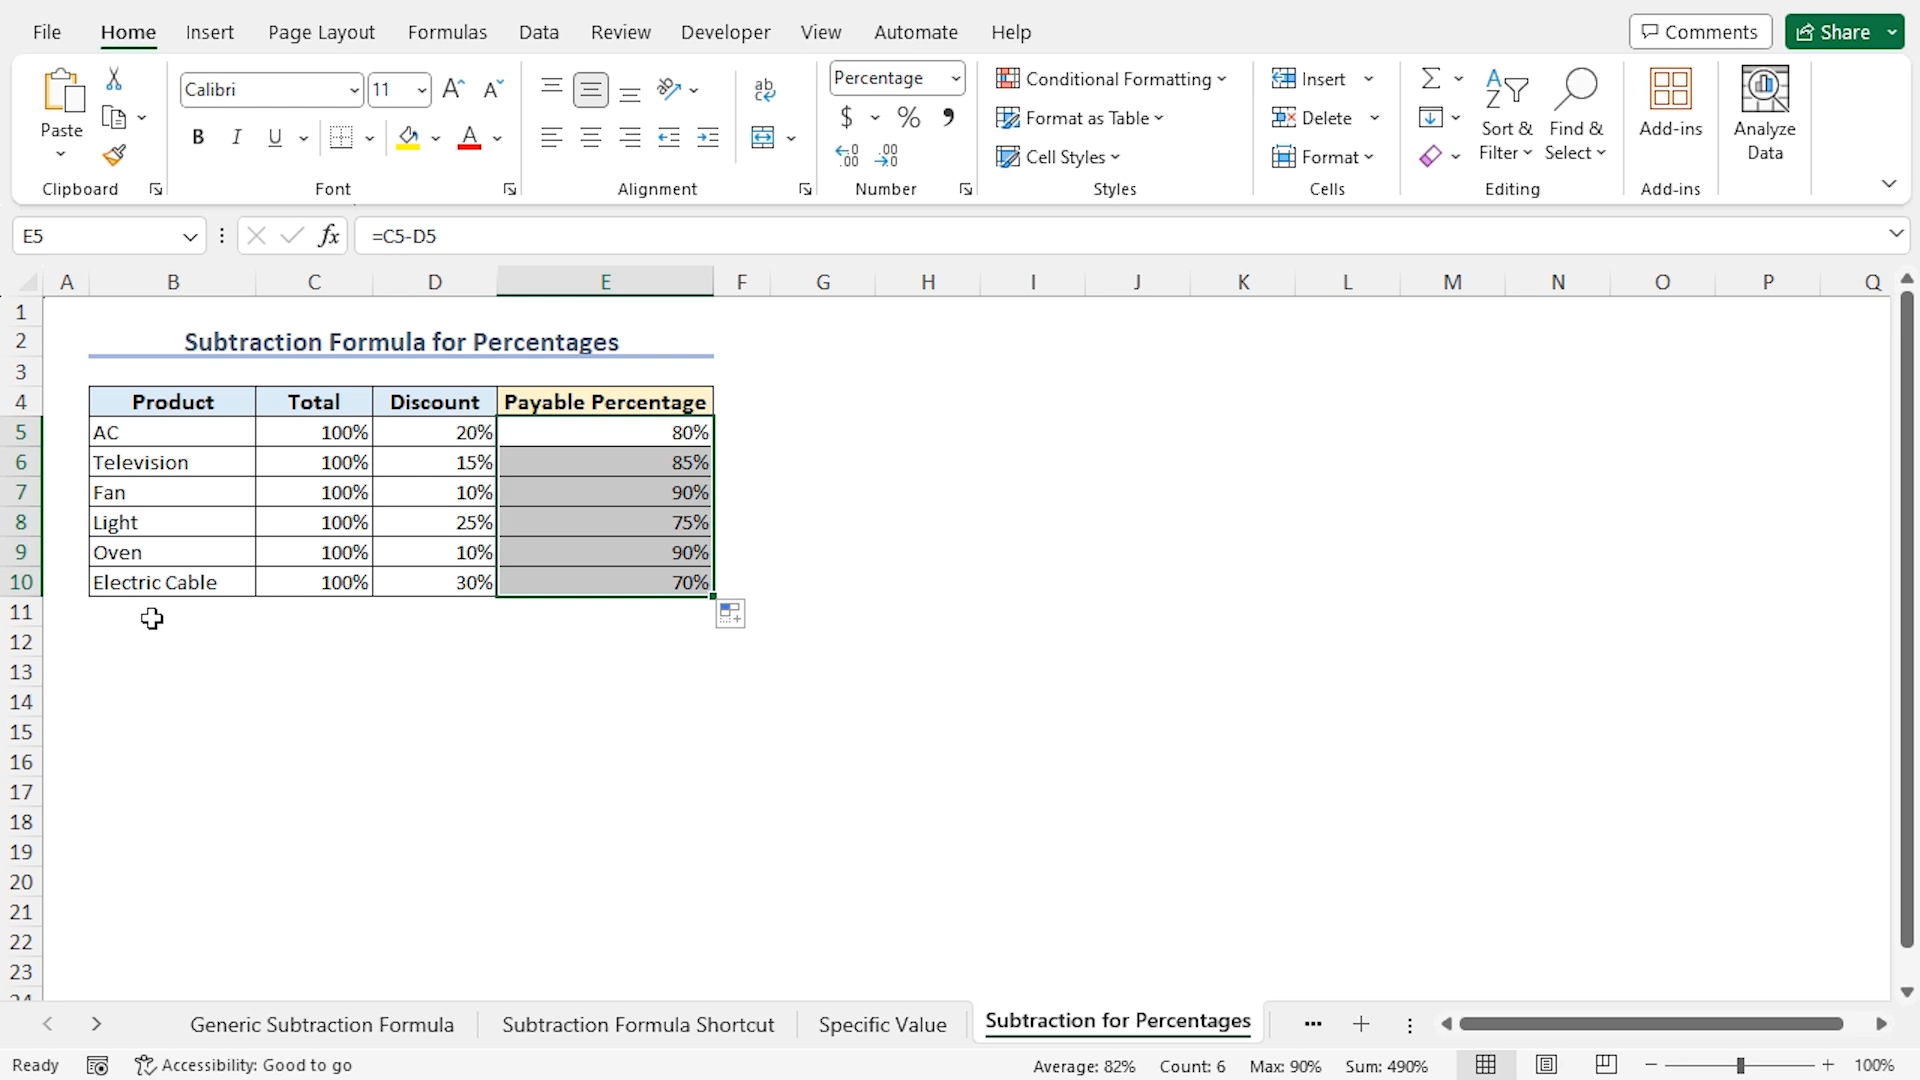 File Home Insert Page Layout Formulas Data Review Developer View Automate Help Comments Share
Paste
Clipboard
Calibri 11
B I U A
Font
ab
Alignment
Percentage
$ % ,
Number
Conditional Formatting
Format as Table
Cell Styles
Styles
Insert
Delete
Format
Cells
Sort & Filter
Find & Select
Editing
Add-ins
Add-ins
Analyze Data
E5 fx =C5-D5
A B C D E F G H I J K L M N O P Q
1
2 Subtraction Formula for Percentages
3
4 Product Total Discount Payable Percentage
5 AC 100% 20% 80%
6 Television 100% 15% 85%
7 Fan 100% 10% 90%
8 Light 100% 25% 75%
9 Oven 100% 10% 90%
10 Electric Cable 100% 30% 70%
11
12
13
14
15
16
17
18
19
20
21
22
23
24
Generic Subtraction Formula Subtraction Formula Shortcut Specific Value Subtraction for Percentages ...
Ready Accessibility: Good to go Average: 82% Count: 6 Max: 90% Sum: 490% 100%